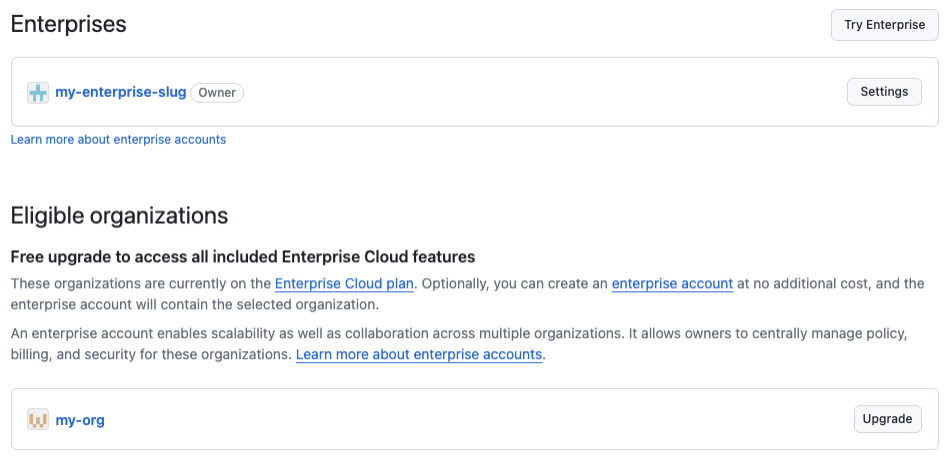 Enterprises
Try Enterprise
my-enterprise-slug Owner
Settings
Learn more about enterprise accounts
Eligible organizations
Free upgrade to access all included Enterprise Cloud features
These organizations are currently on the Enterprise Cloud plan. Optionally, you can create an enterprise account at no additional cost, and the
enterprise account will contain the selected organization.
An enterprise account enables scalability as well as collaboration across multiple organizations. It allows owners to centrally manage policy,
billing, and security for these organizations. Learn more about enterprise accounts.
my-org
Upgrade